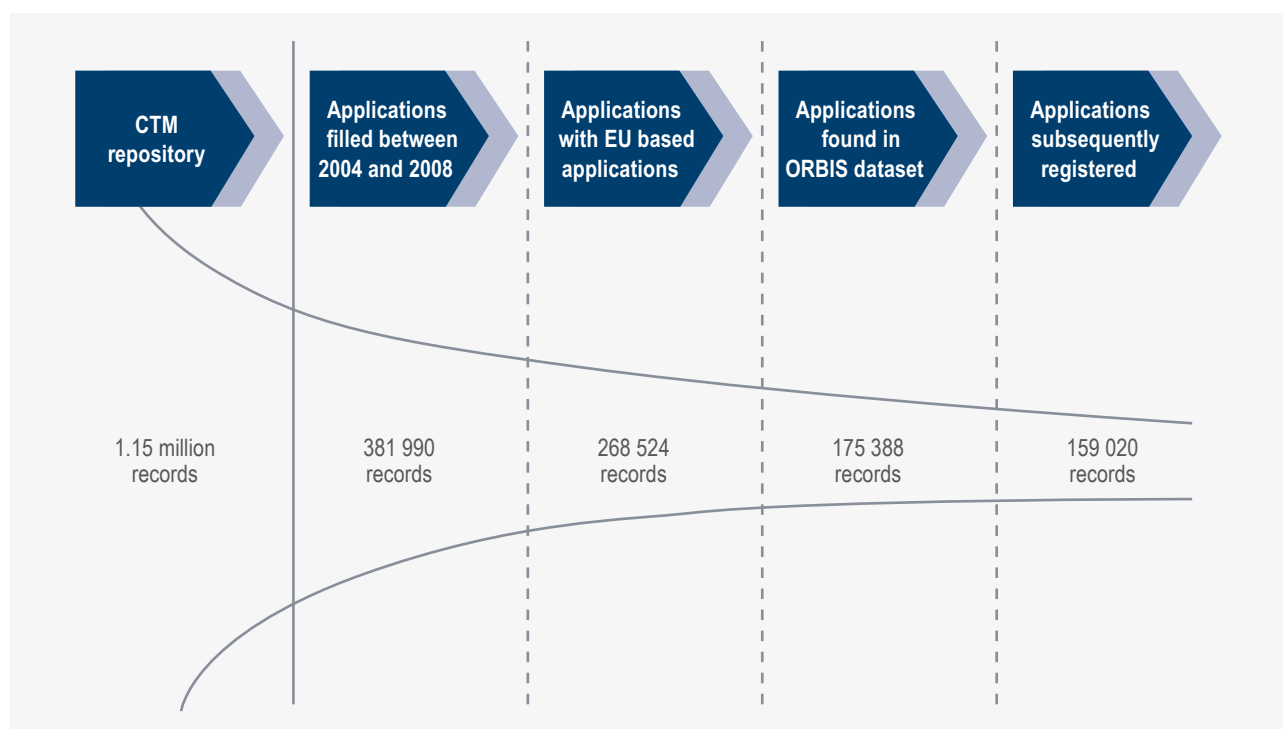 CTM
repository
Applications
filled between
2004 and 2008
Applications
with EU based
applications
Applications
found in
ORBIS dataset
Applications
subsequently
registered
1.15 million
records
381 990
records
268 524
records
175 388
records
159 020
records